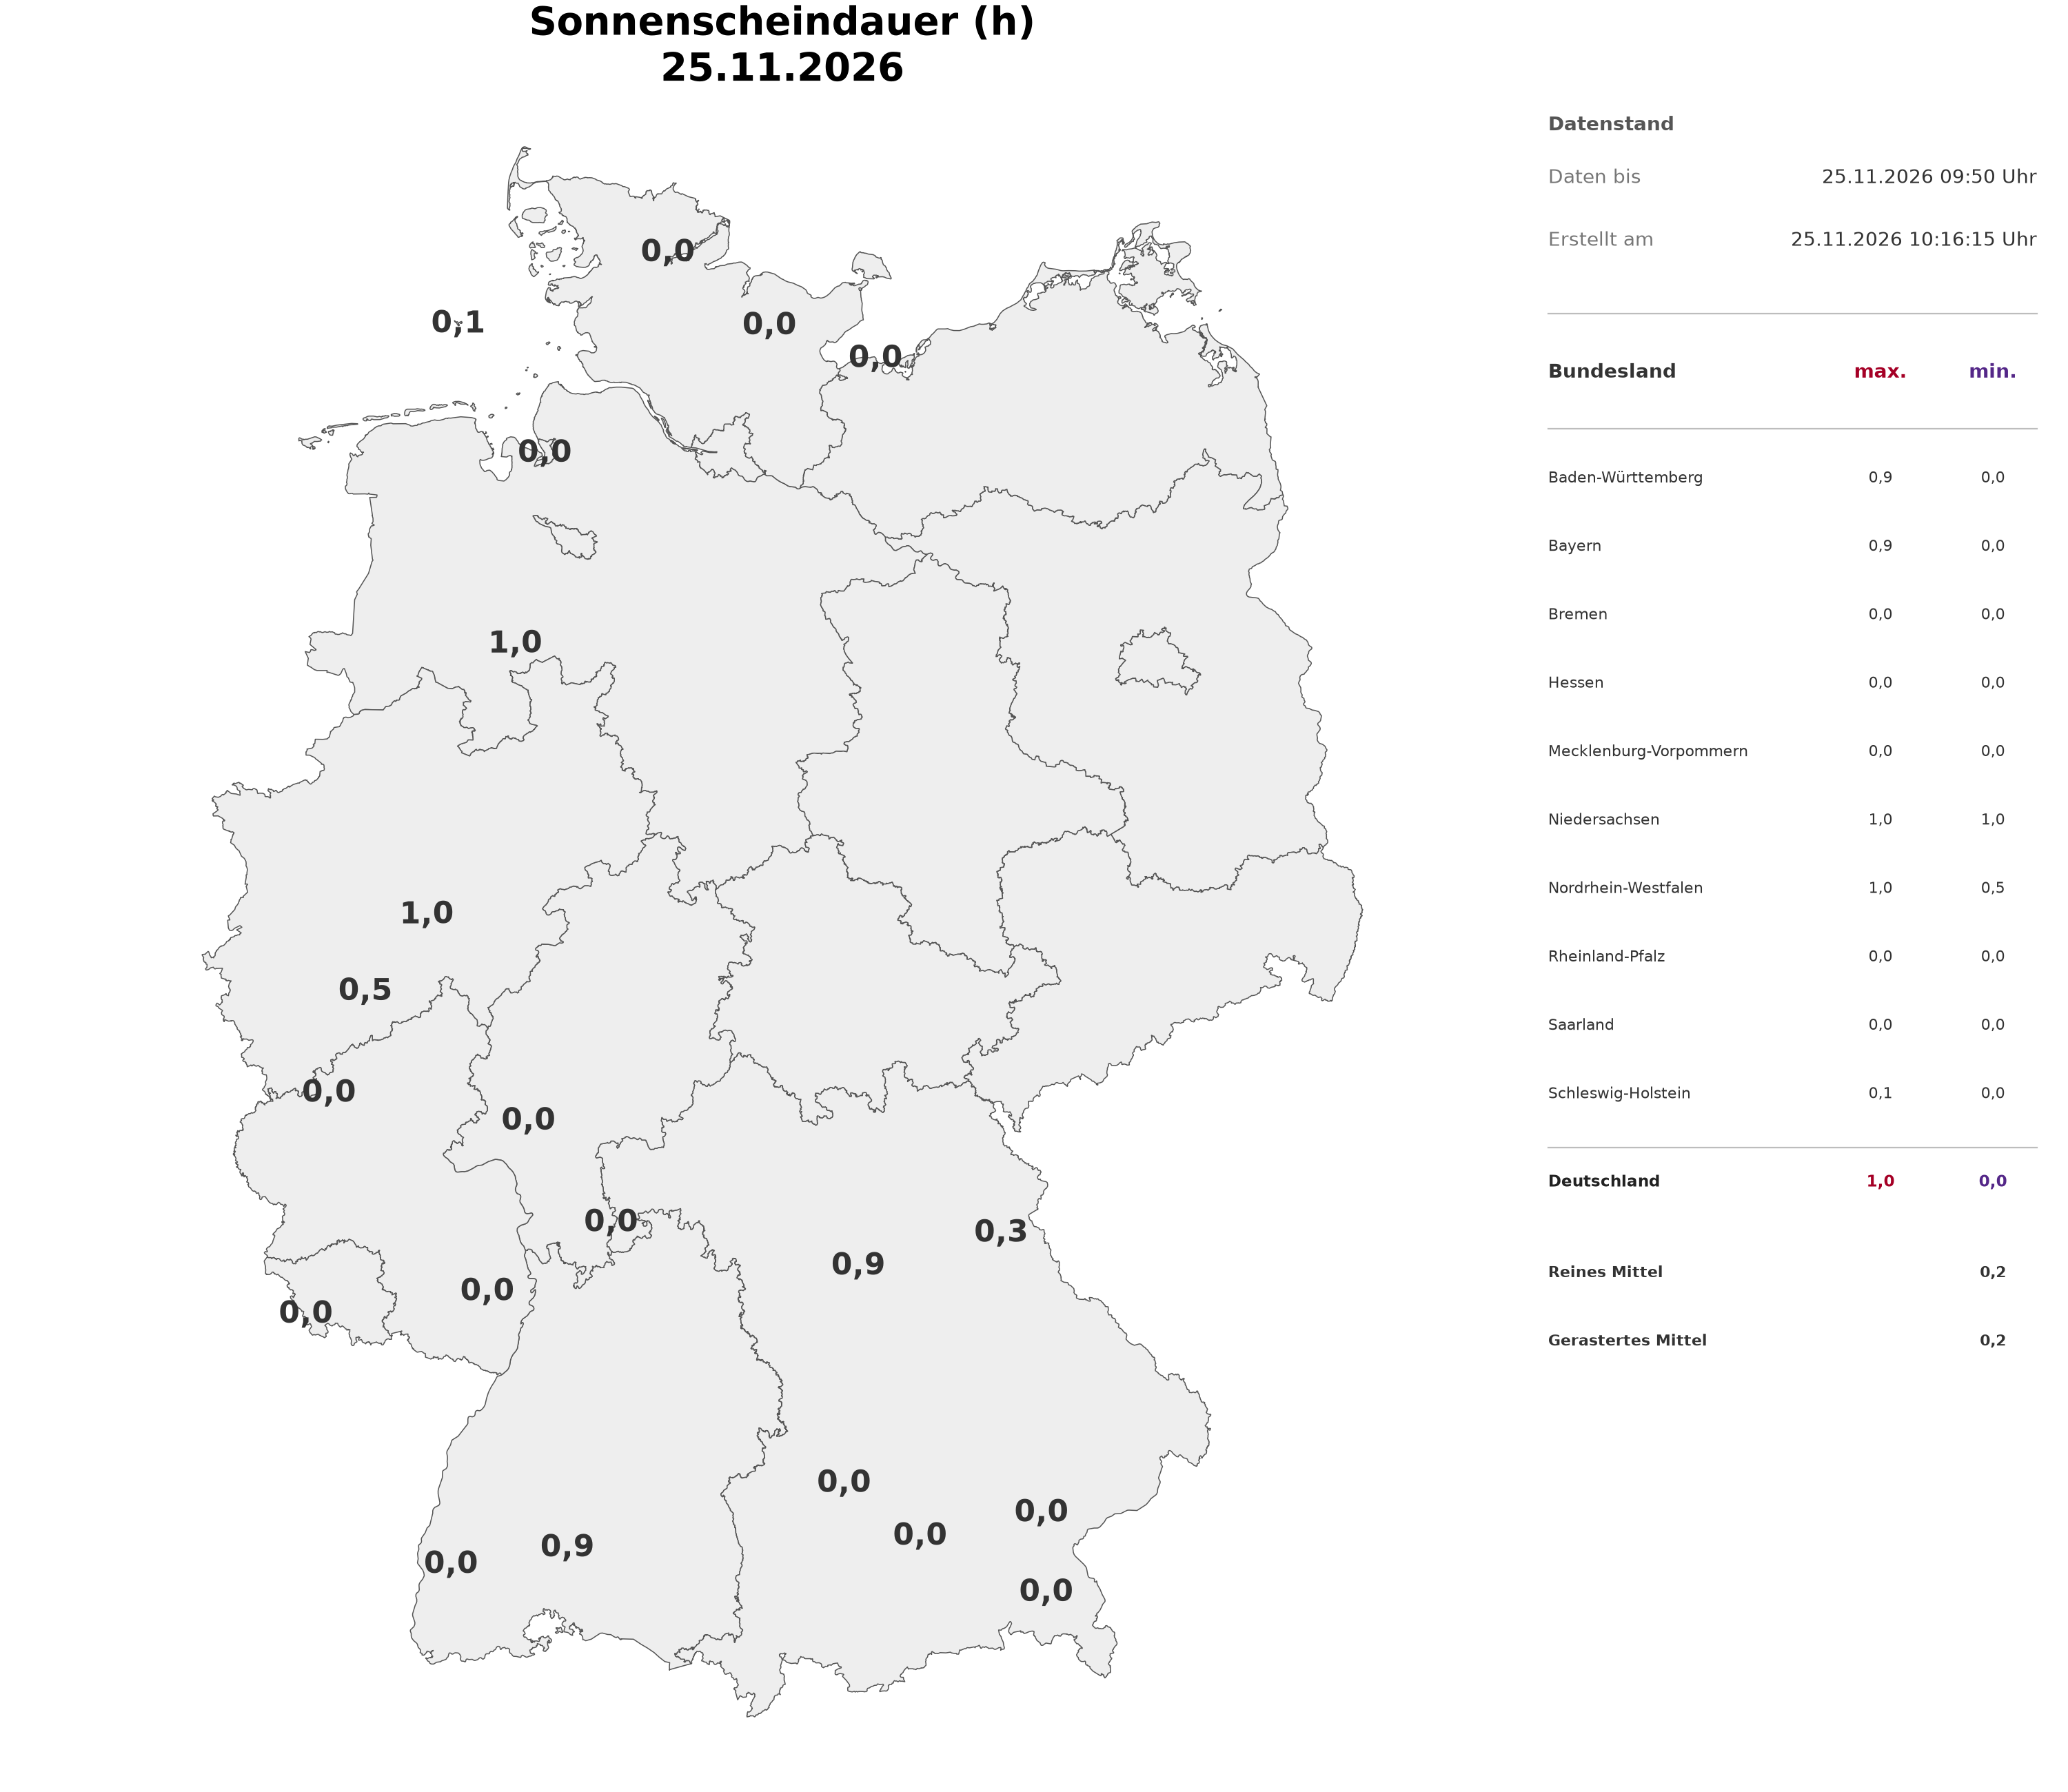 Sonnenscheindauer (h)
25.11.2026
Datenstand
Daten bis 25.11.2026 09:50 Uhr
Erstellt am 25.11.2026 10:16:15 Uhr
Bundesland max. min.
Baden-Württemberg 0,9 0,0
Bayern 0,9 0,0
Bremen 0,0 0,0
Hessen 0,0 0,0
Mecklenburg-Vorpommern 0,0 0,0
Niedersachsen 1,0 1,0
Nordrhein-Westfalen 1,0 0,5
Rheinland-Pfalz 0,0 0,0
Saarland 0,0 0,0
Schleswig-Holstein 0,1 0,0
Deutschland 1,0 0,0
Reines Mittel 0,2
Gerastertes Mittel 0,2
0,0
0,1
0,0
0,0
0,0
1,0
1,0
0,5
0,0
0,0
0,0
0,3
0,9
0,0
0,0
0,0
0,0
0,0
0,9
0,0
0,0